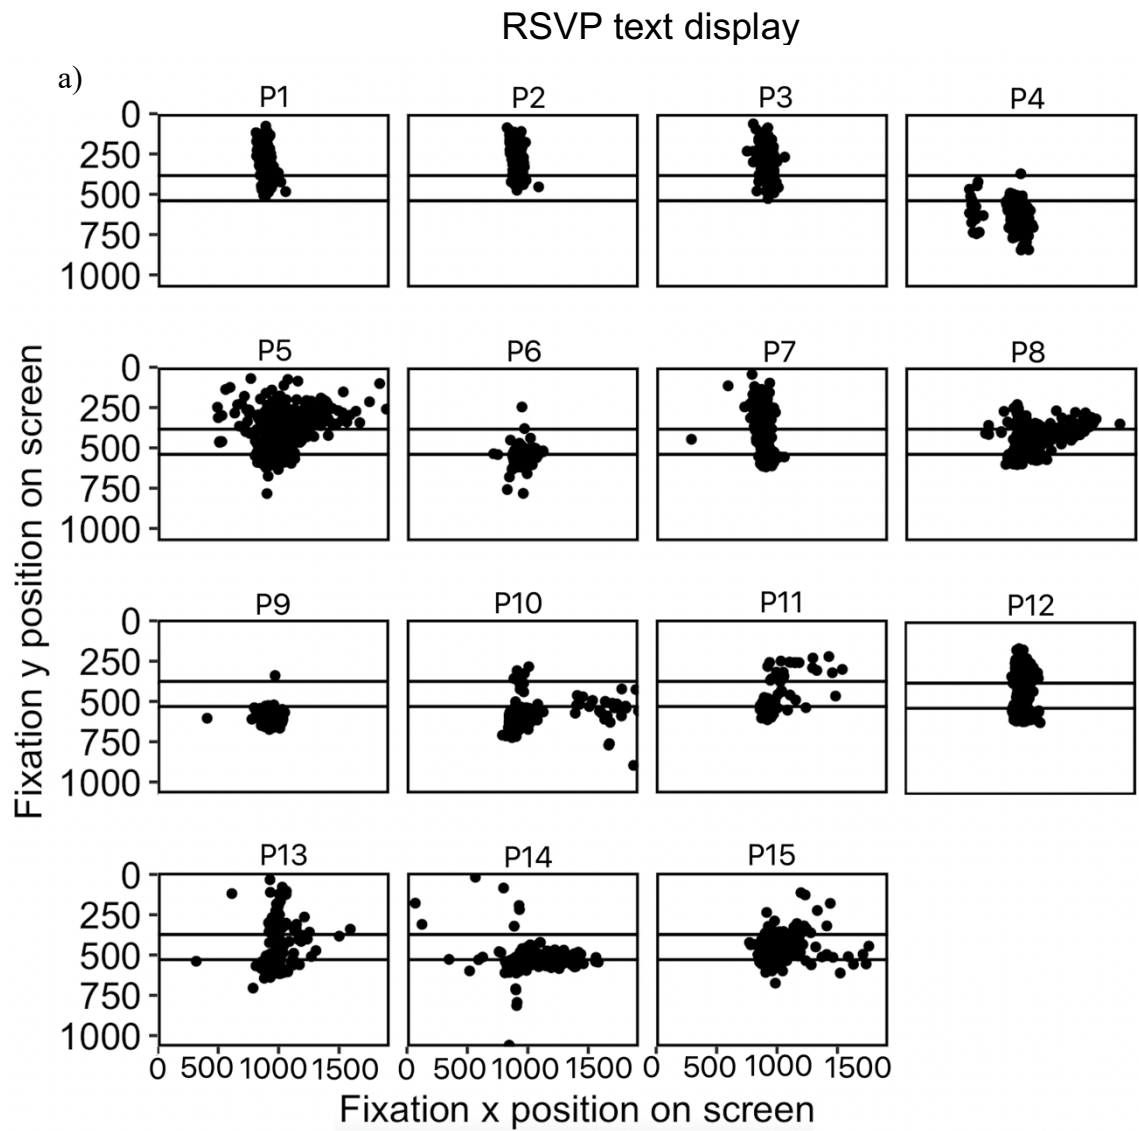 RSVP text display
a)
P1 P2 P3 P4
0
250
500
750
1000
P5 P6 P7 P8
0
250
500
750
1000
P9 P10 P11 P12
0
250
500
750
1000
P13 P14 P15
0
250
500
750
1000
0 500 1000 1500 0 500 1000 1500 0 500 1000 1500
Fixation x position on screen
Fixation y position on screen